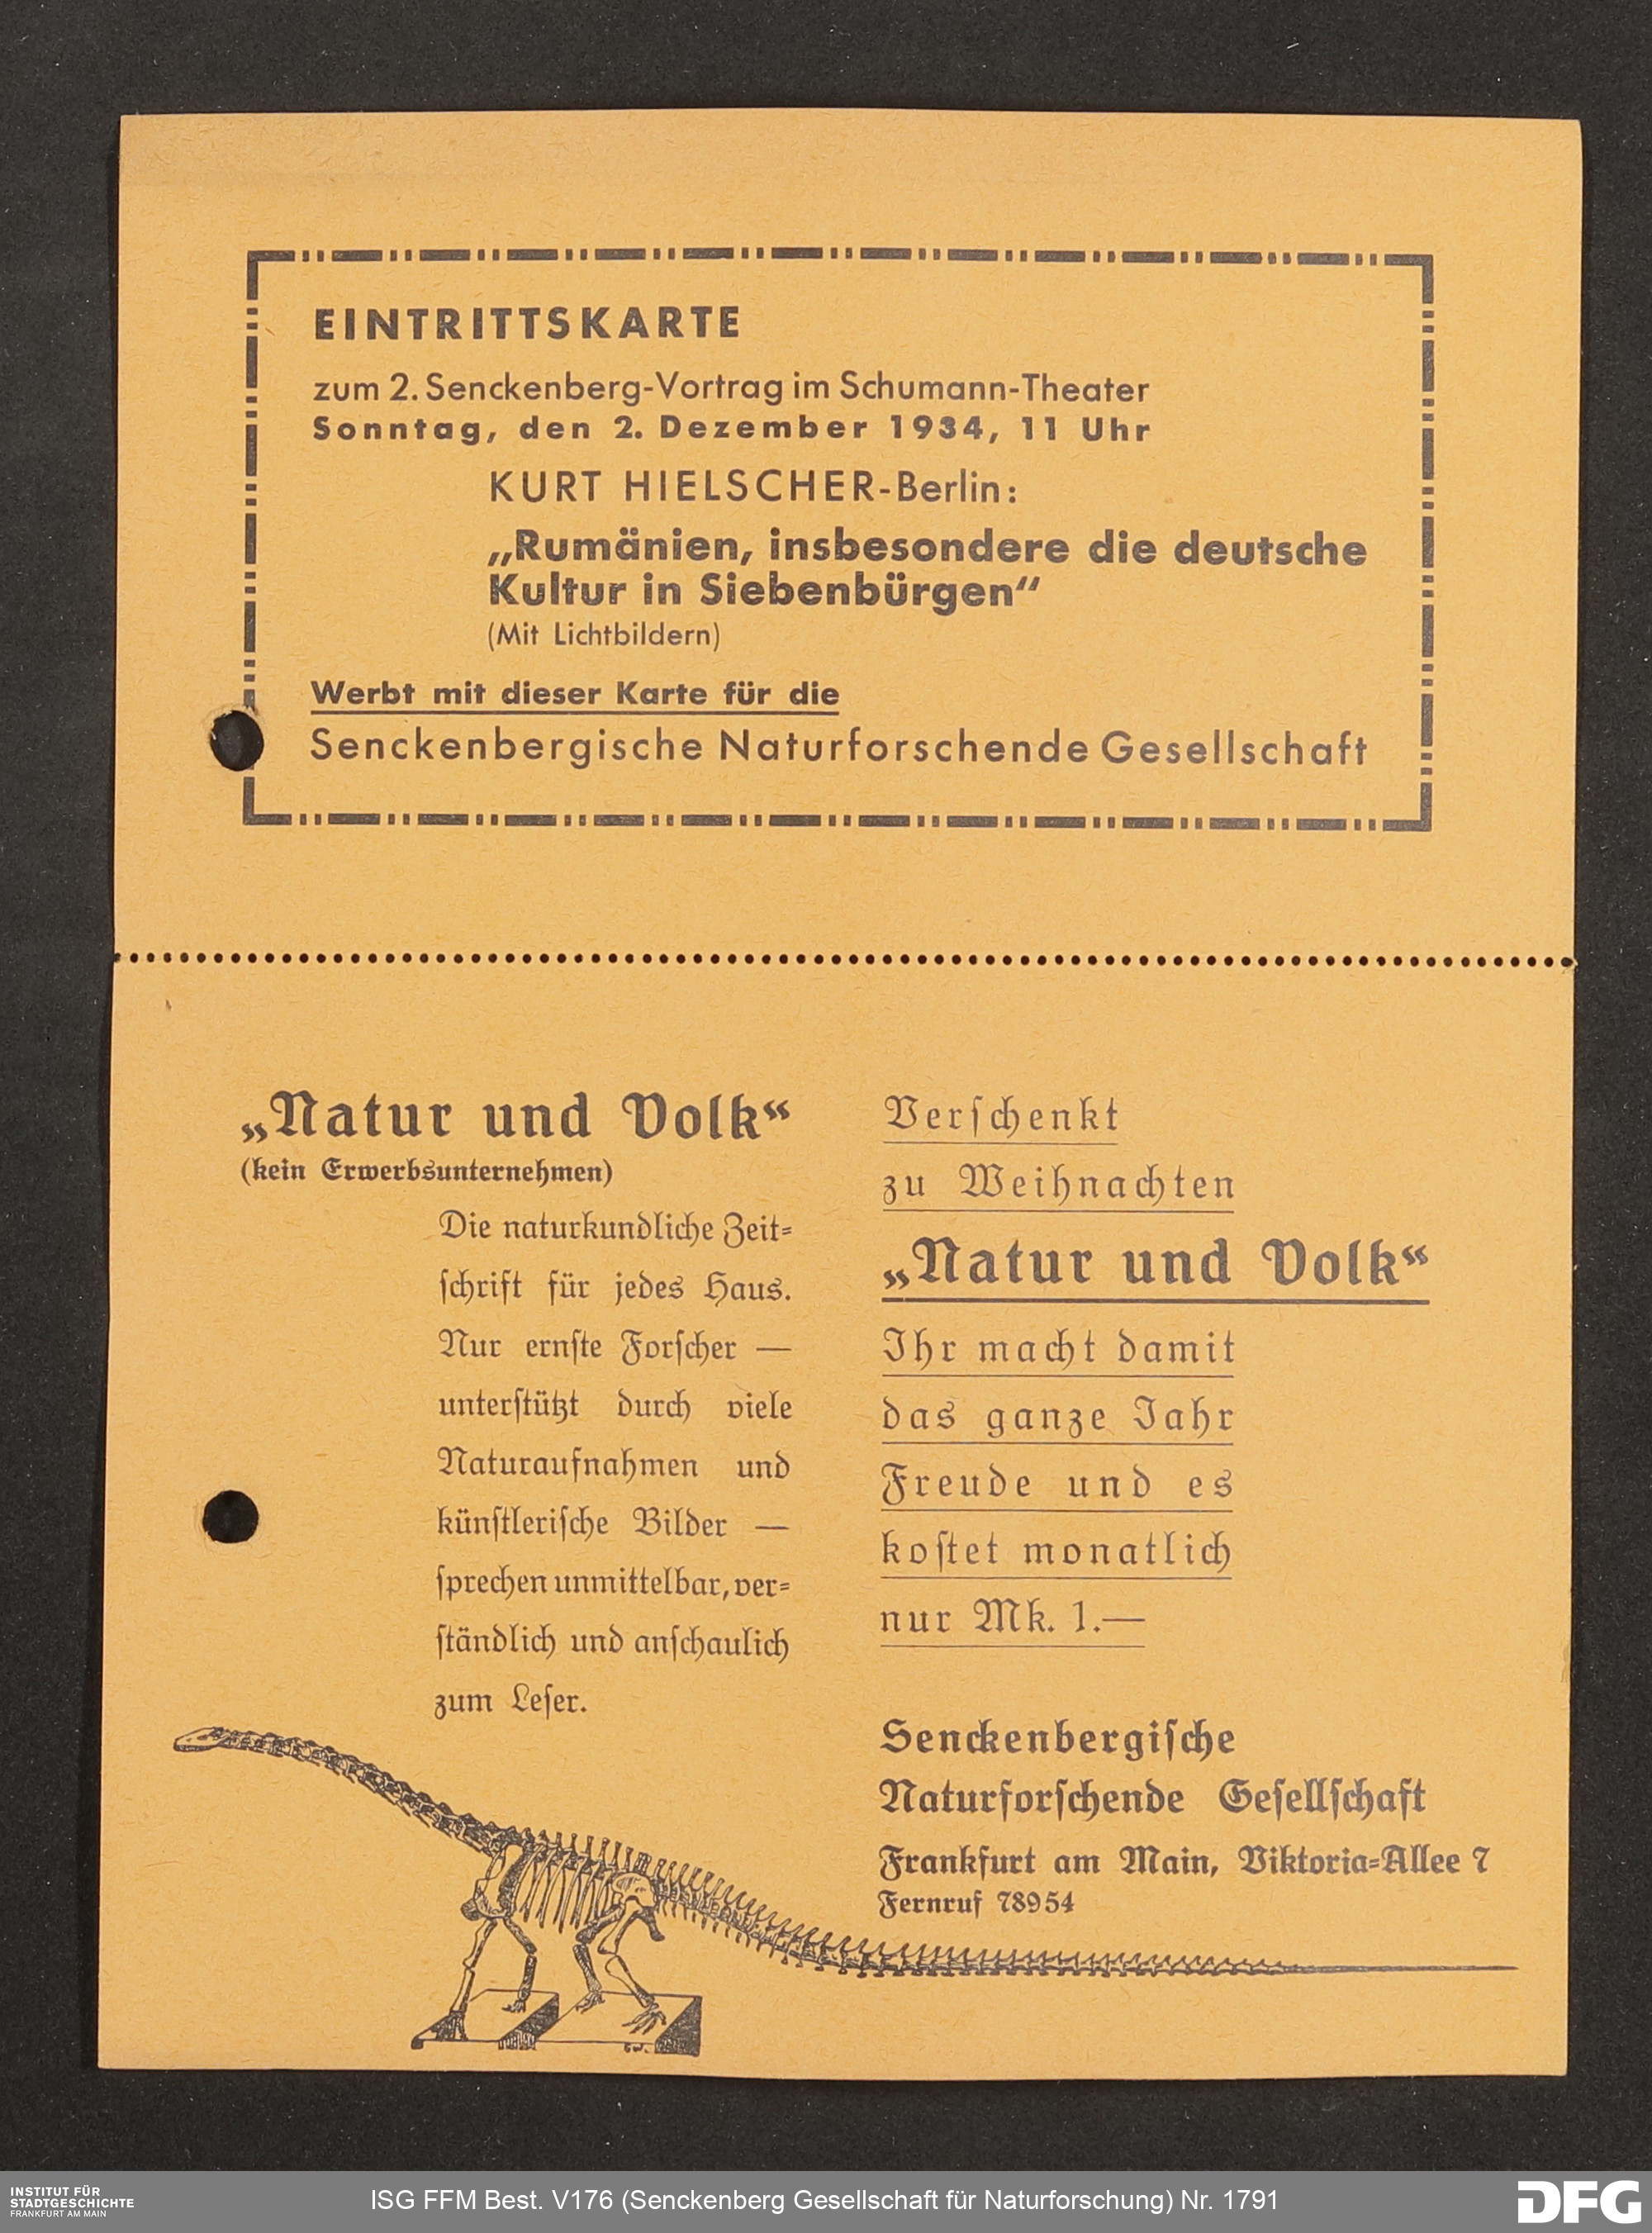 EINTRITTSKARTE
zum 2. Senckenberg-Vortrag im Schumann-Theater
Sonntag, den 2. Dezember 1934, 11 Uhr
KURT HIELSCHER-Berlin:
„Rumänien, insbesondere die deutsche
Kultur in Siebenbürgen“
(Mit Lichtbildern)
Werbt mit dieser Karte für die
Senckenbergische Naturforschende Gesellschaft
„Natur und Volk“
(kein Erwerbsunternehmen)
Die naturkundliche Zeit=
ſchrift für jedes Haus.
Nur ernſte Forſcher —
unterſtützt durch viele
Naturaufnahmen und
künſtleriſche Bilder —
ſprechen unmittelbar, ver=
ſtändlich und anſchaulich
zum Leſer.
Verſchenkt
zu Weihnachten
„Natur und Volk“
Ihr macht damit
das ganze Jahr
Freude und es
koſtet monatlich
nur Mk. 1.—
Senckenbergiſche
Naturforſchende Geſellſchaft
Frankfurt am Main, Viktoria=Allee 7
Fernruf 78954
INSTITUT FÜR
STADTGESCHICHTE
FRANKFURT AM MAIN
ISG FFM Best. V176 (Senckenberg Gesellschaft für Naturforschung) Nr. 1791
DFG